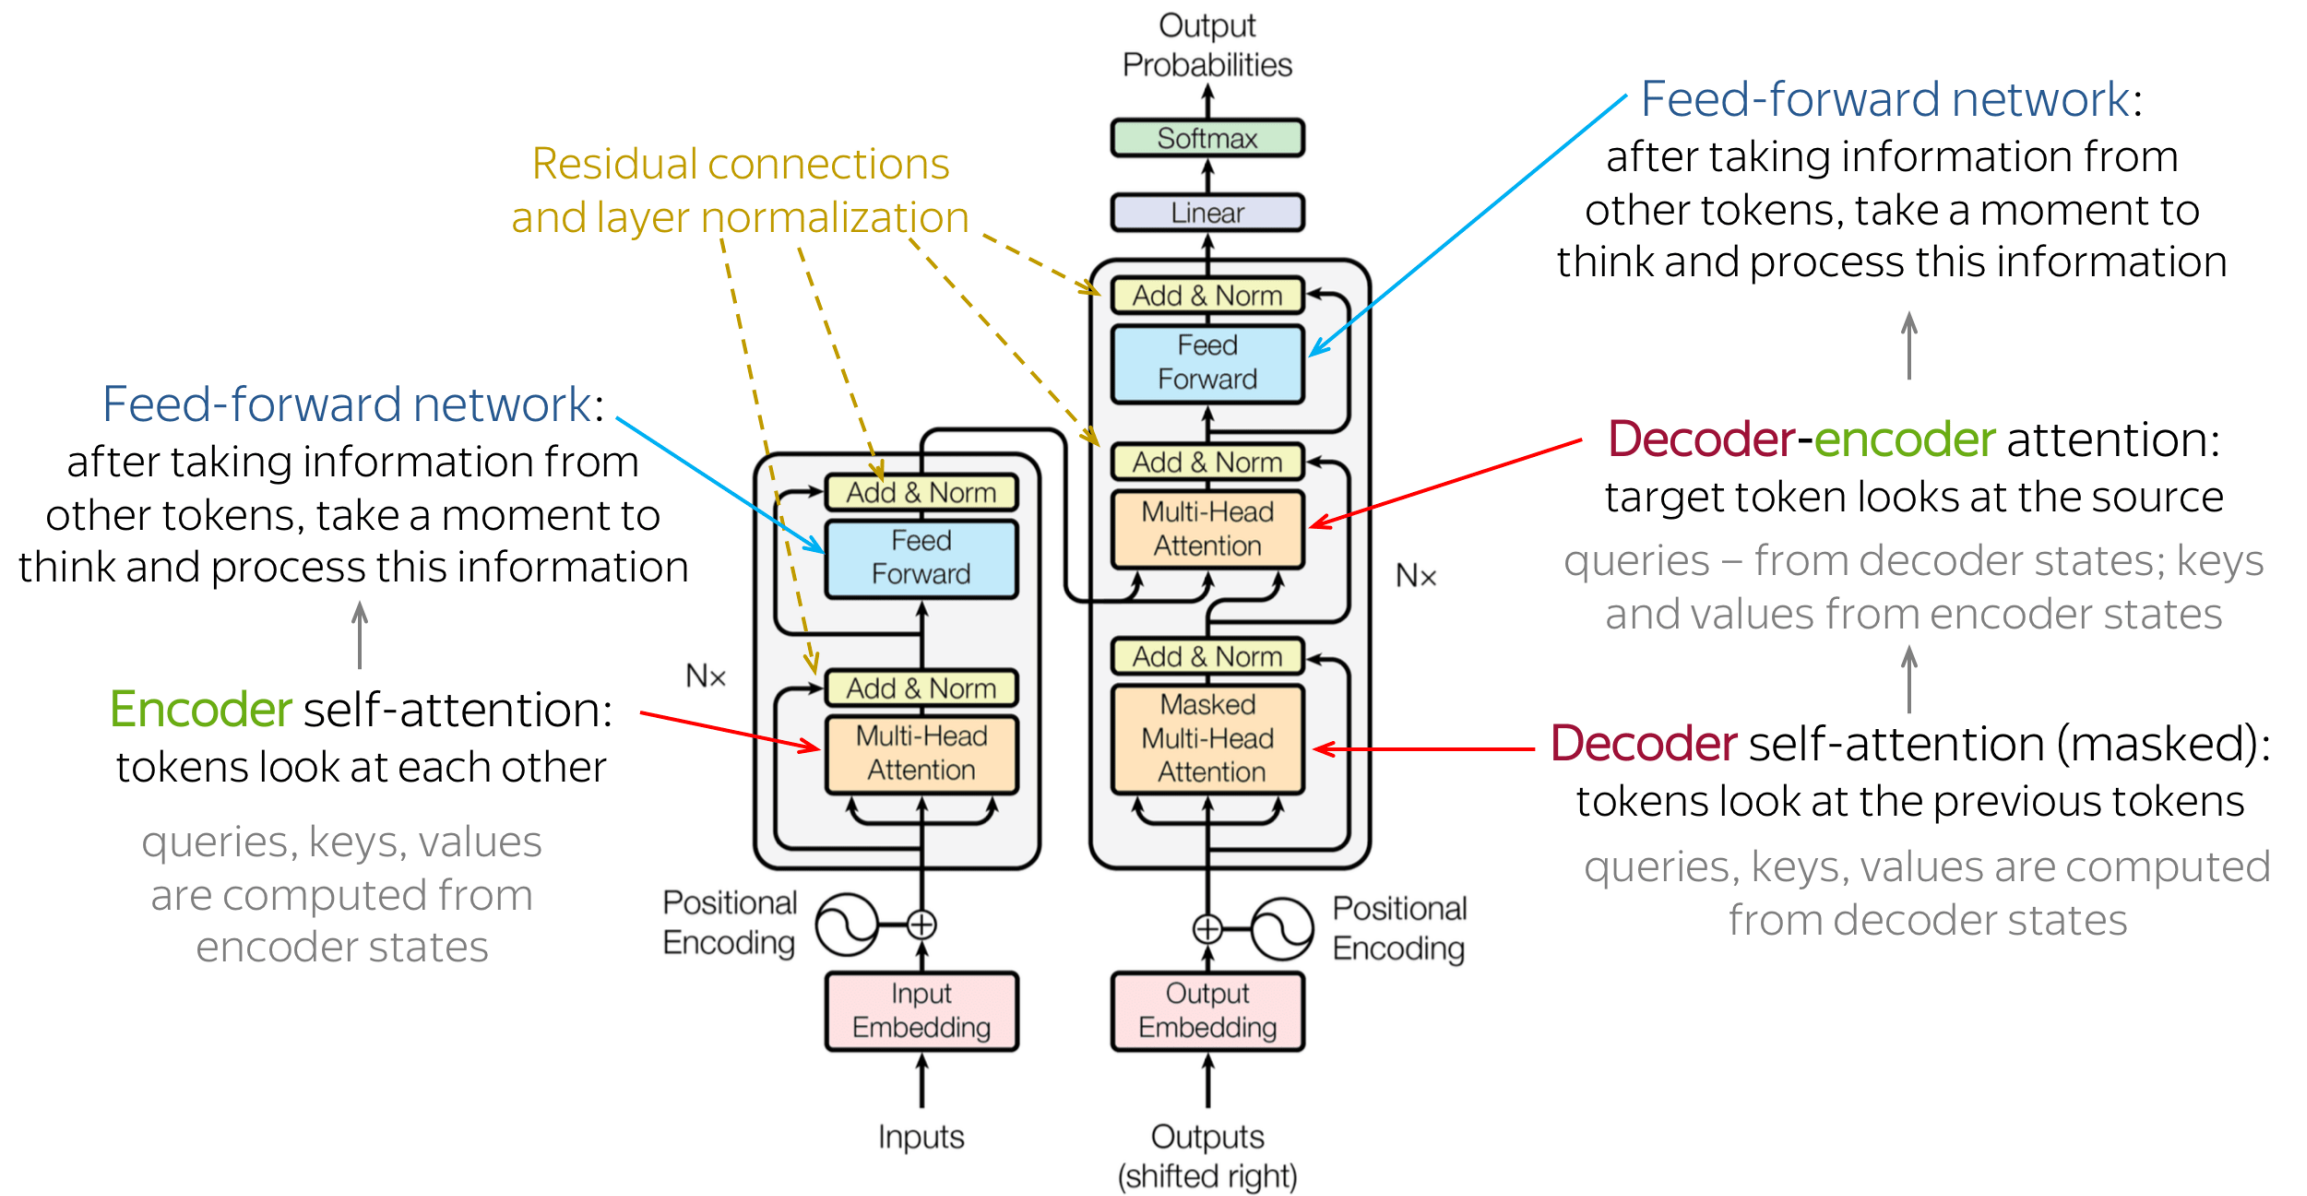 Output
Probabilities
Softmax
Linear
Add & Norm
Feed
Forward
Add & Norm
Multi-Head
Attention
Nx
Add & Norm
Masked
Multi-Head
Attention
Positional
Encoding
Output
Embedding
Outputs
(shifted right)
Residual connections
and layer normalization
Add & Norm
Feed
Forward
Nx
Add & Norm
Multi-Head
Attention
Positional
Encoding
Input
Embedding
Inputs
Feed-forward network:
after taking information from
other tokens, take a moment to
think and process this information
Encoder self-attention:
tokens look at each other
queries, keys, values
are computed from
encoder states
Feed-forward network:
after taking information from
other tokens, take a moment to
think and process this information
Decoder-encoder attention:
target token looks at the source
queries – from decoder states; keys
and values from encoder states
Decoder self-attention (masked):
tokens look at the previous tokens
queries, keys, values are computed
from decoder states